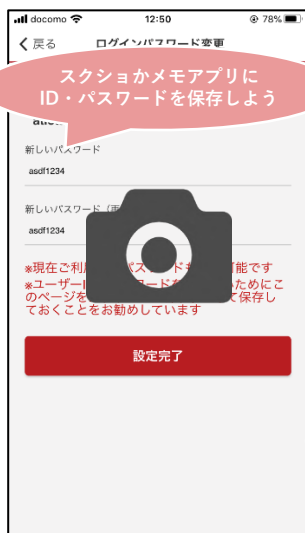 docomo 12:50 78%
戻る ログインパスワード変更
スクショかメモアプリに
ID・パスワードを保存しよう
新しいパスワード
asdf1234
新しいパスワード（再
asdf1234
※現在ご利 パス ドも 可能です
※ユーザーI ードを ためにこ
のページを て保存し
ておくことをお勧めしています
設定完了